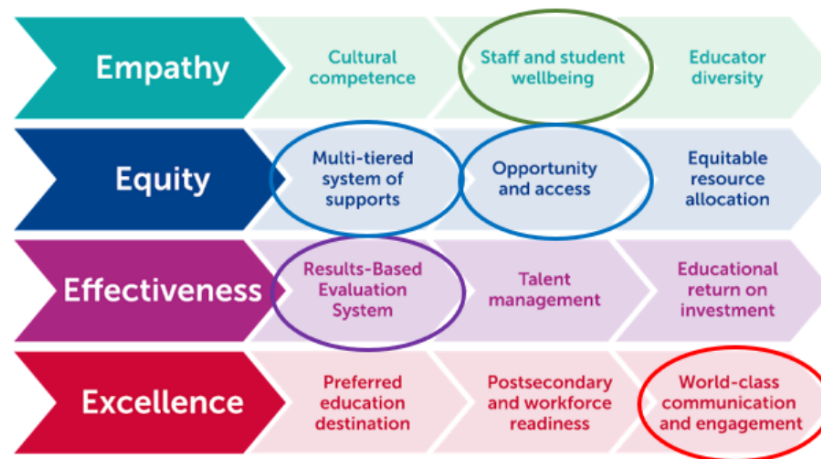 Empathy
Cultural
competence
Staff and student
wellbeing
Educator
diversity
Equity
Multi-tiered
system of
supports
Opportunity
and access
Equitable
resource
allocation
Effectiveness
Results-Based
Evaluation
System
Talent
management
Educational
return on
investment
Excellence
Preferred
education
destination
Postsecondary
and workforce
readiness
World-class
communication
and engagement